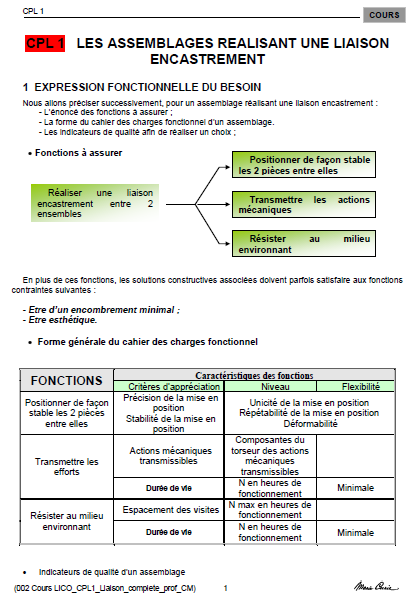 CPL 1
COURS
CPL 1 LES ASSEMBLAGES REALISANT UNE LIAISON
ENCASTREMENT
1 EXPRESSION FONCTIONNELLE DU BESOIN
Nous allons préciser successivement, pour un assemblage réalisant une liaison encastrement :
- L'énoncé des fonctions à assurer ;
- La forme du cahier des charges fonctionnel d'un assemblage.
- Les indicateurs de qualité afin de réaliser un choix ;
• Fonctions à assurer
Réaliser une liaison
encastrement entre 2
ensembles
Positionner de façon stable
les 2 pièces entre elles
Transmettre les actions
mécaniques
Résister au milieu
environnant
En plus de ces fonctions, les solutions constructives associées doivent parfois satisfaire aux fonctions
contraintes suivantes :
- Etre d'un encombrement minimal ;
- Etre esthétique.
• Forme générale du cahier des charges fonctionnel
FONCTIONS
Caractéristiques des fonctions
Critères d'appréciation
Niveau
Flexibilité
Positionner de façon
stable les 2 pièces
entre elles
Précision de la mise en
position
Stabilité de la mise en
position
Unicité de la mise en position
Répétabilité de la mise en position
Déformabilité
Transmettre les
efforts
Actions mécaniques
transmissibles
Composantes du
torseur des actions
mécaniques
transmissibles
Durée de vie
N en heures de
fonctionnement
Minimale
Résister au milieu
environnant
Espacement des visites
N max en heures de
fonctionnement
Durée de vie
N en heures de
fonctionnement
Minimale
• Indicateurs de qualité d'un assemblage
(002 Cours LICO_CPL1_Liaison_complete_prof_CM)
1
Marie Curie